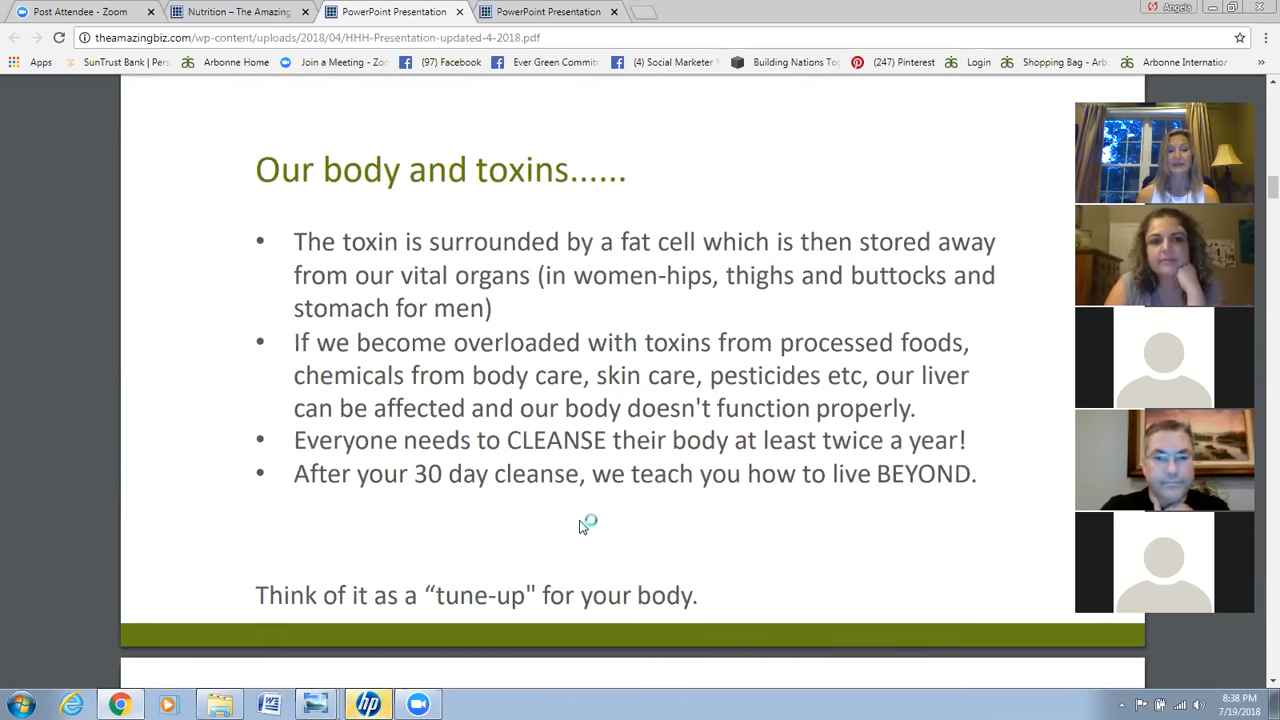 Post Attendee - Zoom
Nutrition – The Amazing
PowerPoint Presentation
PowerPoint Presentation
Angela
theamazingbiz.com/wp-content/uploads/2018/04/HHH-Presentation-updated-4-2018.pdf
Apps
SunTrust Bank | Pers
Arbonne Home
Join a Meeting - Zoo
(97) Facebook
Ever Green Commit
(4) Social Marketer
Building Nations Tog
(247) Pinterest
Login
Shopping Bag - Arb
Arbonne Internation
»
Our body and toxins......
• The toxin is surrounded by a fat cell which is then stored away
from our vital organs (in women-hips, thighs and buttocks and
stomach for men)
• If we become overloaded with toxins from processed foods,
chemicals from body care, skin care, pesticides etc, our liver
can be affected and our body doesn't function properly.
• Everyone needs to CLEANSE their body at least twice a year!
• After your 30 day cleanse, we teach you how to live BEYOND.
Think of it as a “tune-up" for your body.
8:38 PM
7/19/2018